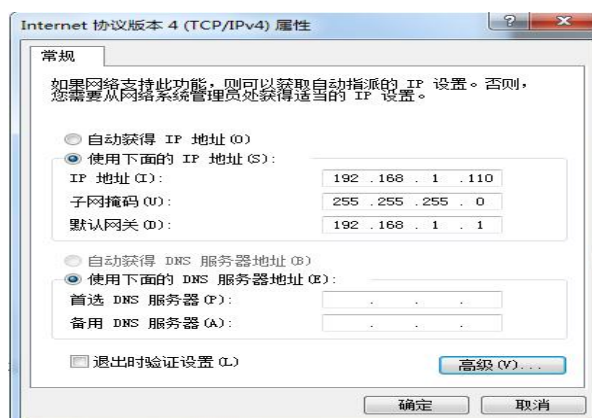 Internet 协议版本 4 (TCP/IPv4) 属性
常规
如果网络支持此功能，则可以获取自动指派的 IP 设置。否则，
您需要从网络系统管理员处获得适当的 IP 设置。
自动获得 IP 地址(O)
使用下面的 IP 地址(S):
IP 地址(I): 192 .168 . 1 .110
子网掩码(U): 255 .255 .255 . 0
默认网关(D): 192 .168 . 1 . 1
自动获得 DNS 服务器地址(B)
使用下面的 DNS 服务器地址(E):
首选 DNS 服务器(P): . . .
备用 DNS 服务器(A): . . .
退出时验证设置(L)
高级(V)...
确定 取消